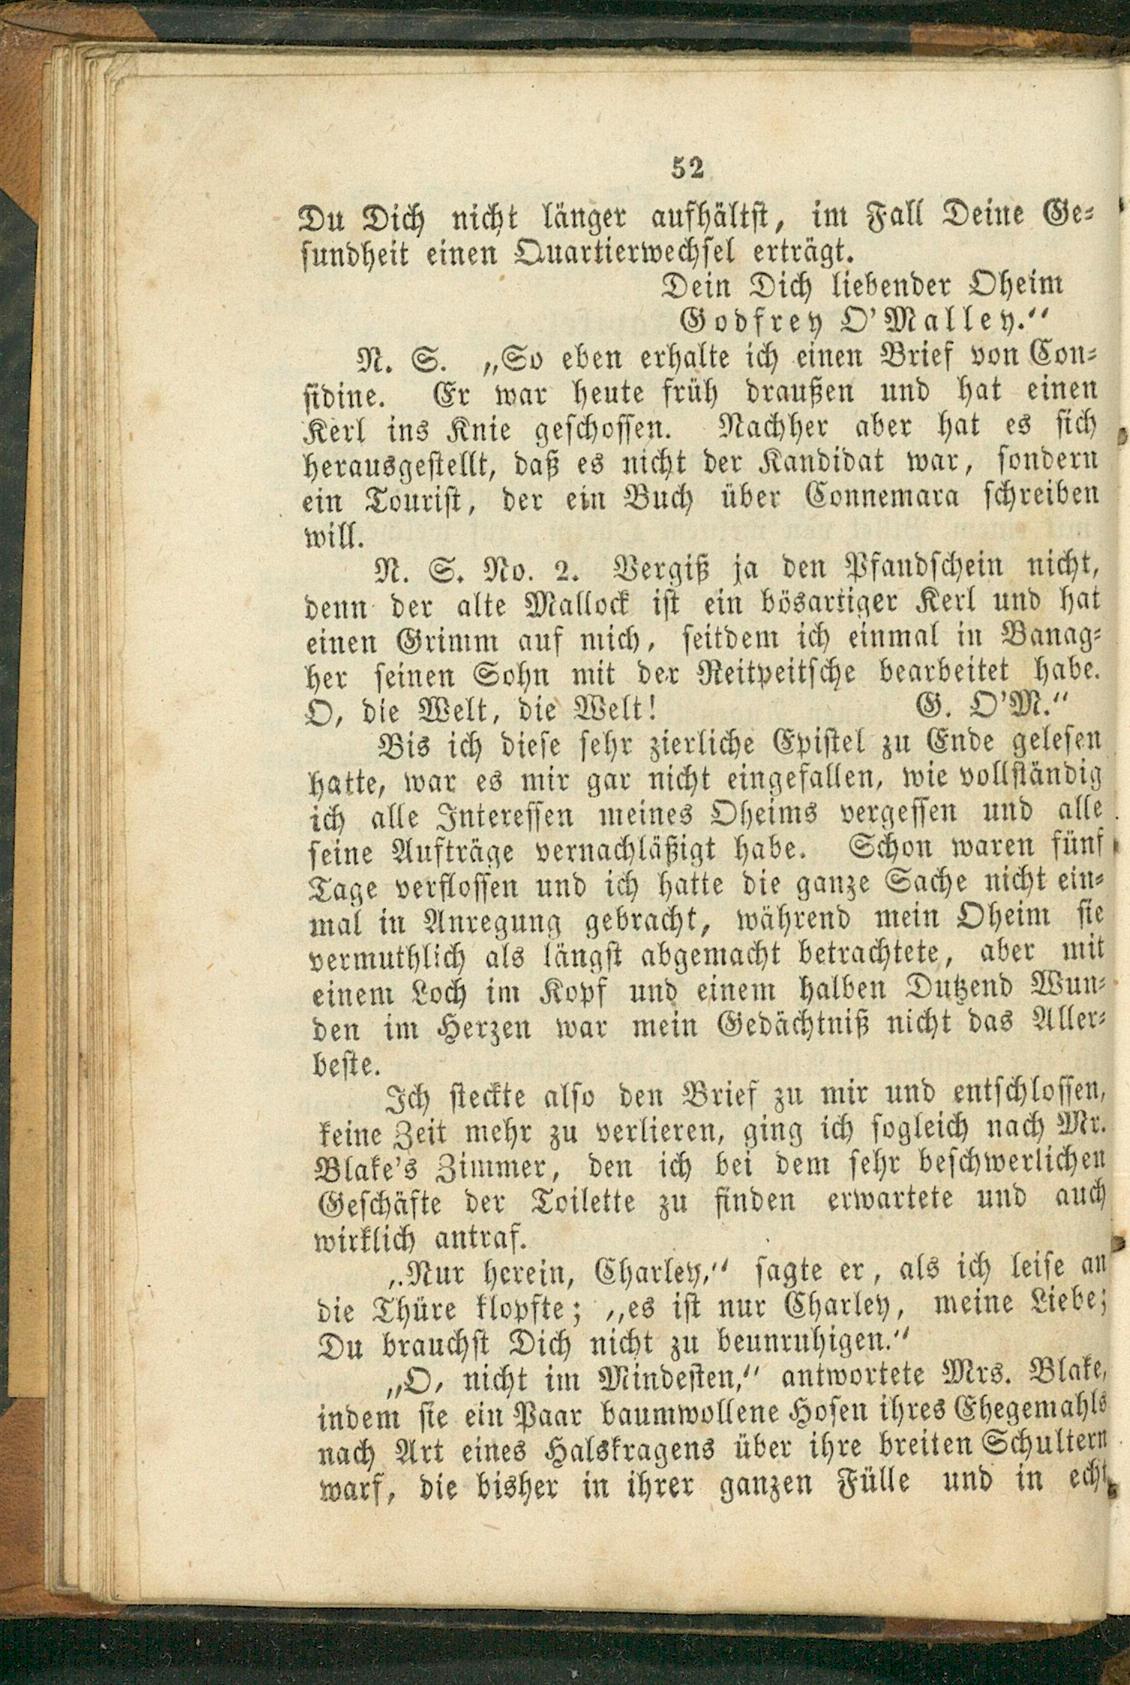 52
Du Dich nicht länger aufhältst, im Fall Deine Ge-
sundheit einen Quartierwechsel erträgt.
Dein Dich liebender Oheim
Godfrey O'Malley.“
N. S. „So eben erhalte ich einen Brief von Con-
sidine. Er war heute früh draußen und hat einen
Kerl ins Knie geschossen. Nachher aber hat es sich
herausgestellt, daß es nicht der Kandidat war, sondern
ein Tourist, der ein Buch über Connemara schreiben
will.
N. S. No. 2. Vergiß ja den Pfandschein nicht,
denn der alte Mallock ist ein bösartiger Kerl und hat
einen Grimm auf mich, seitdem ich einmal in Banag-
her seinen Sohn mit der Reitpeitsche bearbeitet habe.
O, die Welt, die Welt! G. O'M.“
Bis ich diese sehr zierliche Epistel zu Ende gelesen
hatte, war es mir gar nicht eingefallen, wie vollständig
ich alle Interessen meines Oheims vergessen und alle
seine Aufträge vernachläßigt habe. Schon waren fünf
Tage verflossen und ich hatte die ganze Sache nicht ein-
mal in Anregung gebracht, während mein Oheim sie
vermuthlich als längst abgemacht betrachtete, aber mit
einem Loch im Kopf und einem halben Dutzend Wun-
den im Herzen war mein Gedächtniß nicht das Aller-
beste.
Ich steckte also den Brief zu mir und entschlossen,
keine Zeit mehr zu verlieren, ging ich sogleich nach Mr.
Blake's Zimmer, den ich bei dem sehr beschwerlichen
Geschäfte der Toilette zu finden erwartete und auch
wirklich antraf.
„Nur herein, Charley,“ sagte er, als ich leise an
die Thüre klopfte; „es ist nur Charley, meine Liebe;
Du brauchst Dich nicht zu beunruhigen.“
„O, nicht im Mindesten,“ antwortete Mrs. Blake,
indem sie ein Paar baumwollene Hosen ihres Ehegemahls
nach Art eines Halskragens über ihre breiten Schultern
warf, die bisher in ihrer ganzen Fülle und in echt